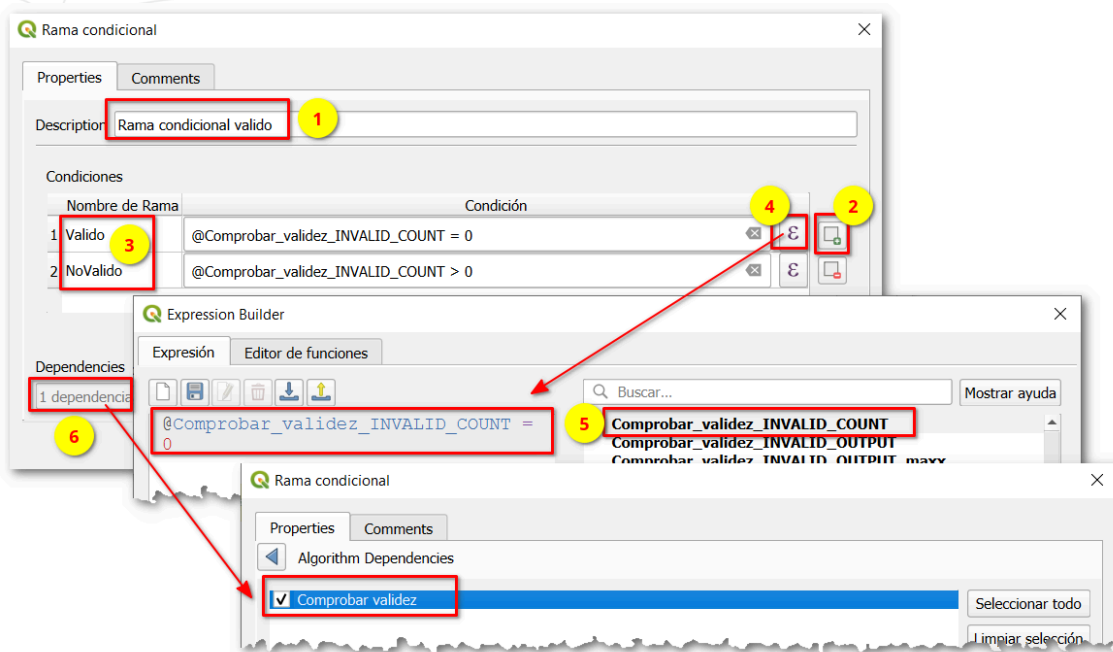 Rama condicional
Properties Comments
Description Rama condicional valido 1
Condiciones
Nombre de Rama Condición 4 2
1 Valido 3 @Comprobar_validez_INVALID_COUNT = 0 ε
2 NoValido @Comprobar_validez_INVALID_COUNT > 0 ε
Expression Builder
Expresión Editor de funciones
Dependencies
Buscar... Mostrar ayuda
1 dependencia
@Comprobar_validez_INVALID_COUNT =
0
5 Comprobar_validez_INVALID_COUNT
6 Comprobar_validez_INVALID_OUTPUT
Comprobar_validez_INVALID_OUTPUT_maxx
Rama condicional
Properties Comments
Algorithm Dependencies
Comprobar validez
Seleccionar todo
Limpiar selección